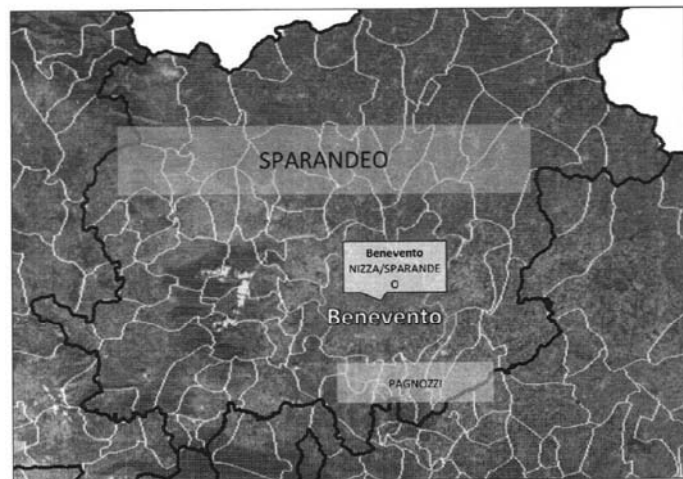 SPARANDEO
Benevento
NIZZA/SPARANDE
O
Benevento
PAGNOZZI